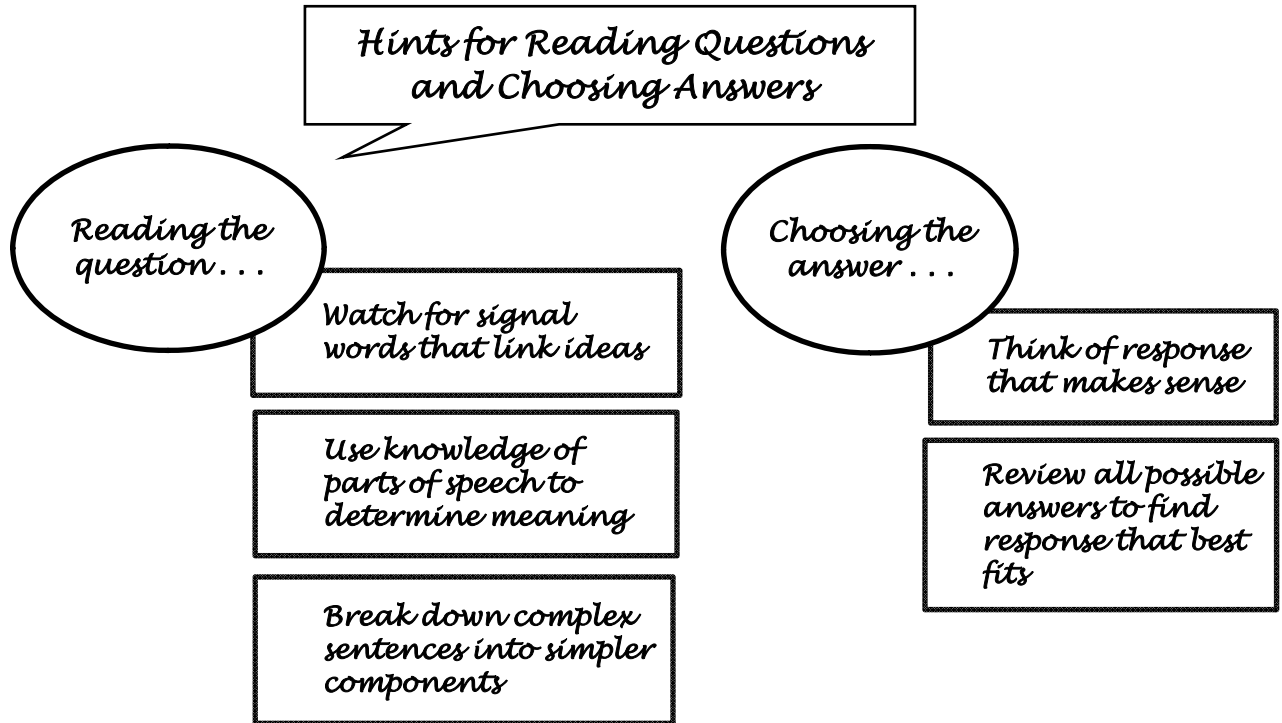 Hints for Reading Questions
and Choosing Answers
Reading the
question . . .
Watch for signal
words that link ideas
Use knowledge of
parts of speech to
determine meaning
Break down complex
sentences into simpler
components
Choosing the
answer . . .
Think of response
that makes sense
Review all possible
answers to find
response that best
fits